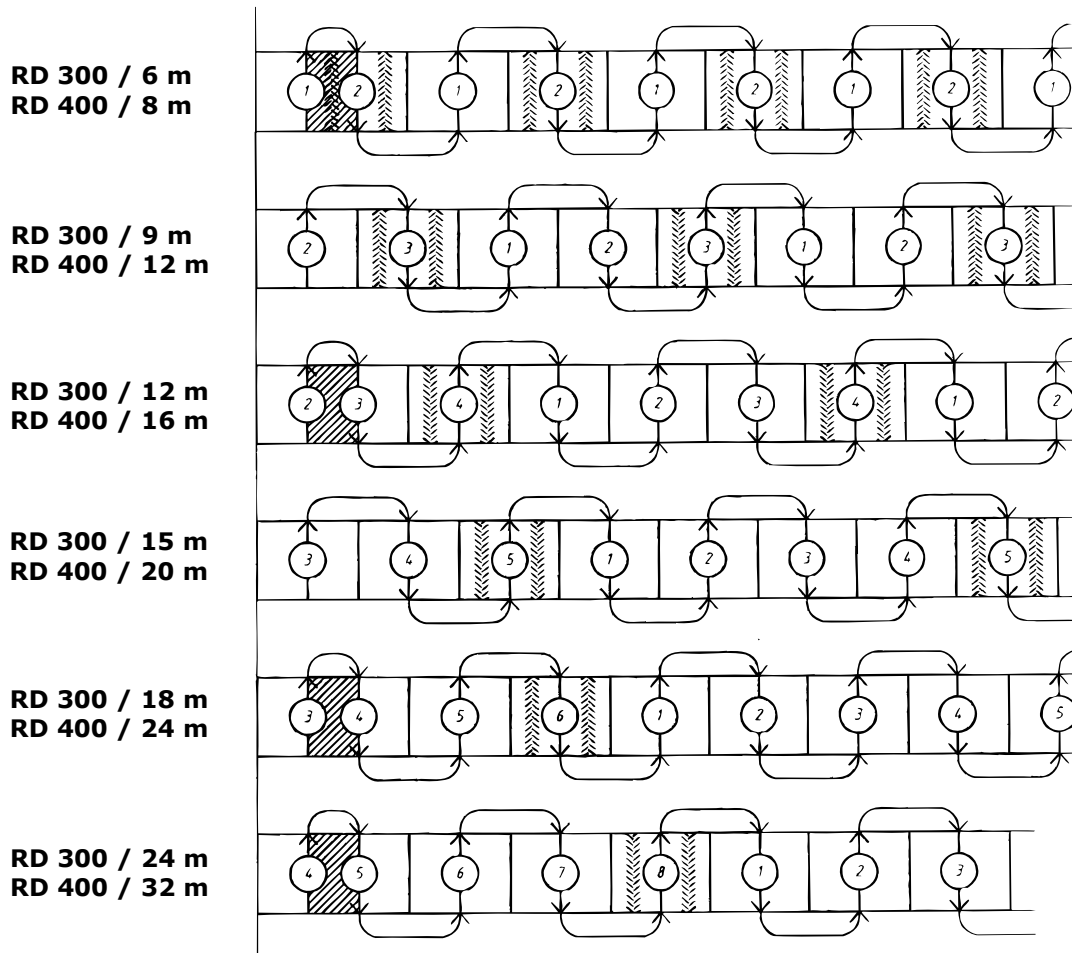 RD 300 / 6 m
RD 400 / 8 m
1 2 1 2 1 2 1 2 1
RD 300 / 9 m
RD 400 / 12 m
2 3 1 2 3 1 2 3
RD 300 / 12 m
RD 400 / 16 m
2 3 4 1 2 3 4 1 2
RD 300 / 15 m
RD 400 / 20 m
3 4 5 1 2 3 4 5
RD 300 / 18 m
RD 400 / 24 m
3 4 5 6 1 2 3 4 5
RD 300 / 24 m
RD 400 / 32 m
4 5 6 7 8 1 2 3